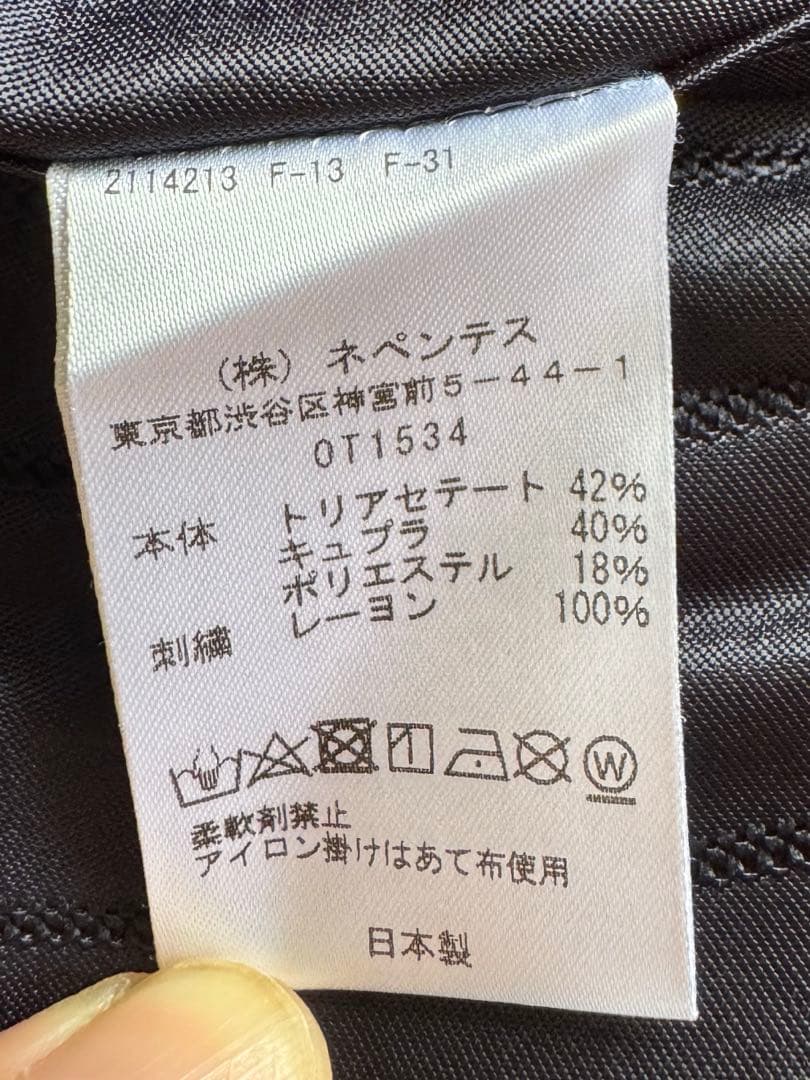 2114213 F-13 F-31
(株) ネペンテス
東京都渋谷区神宮前5-44-1
OT1534
本体 トリアセテート 42%
キュプラ 40%
ポリエステル 18%
刺繍 レーヨン 100%
W
柔軟剤禁止
アイロン掛けはあて布使用
日本製